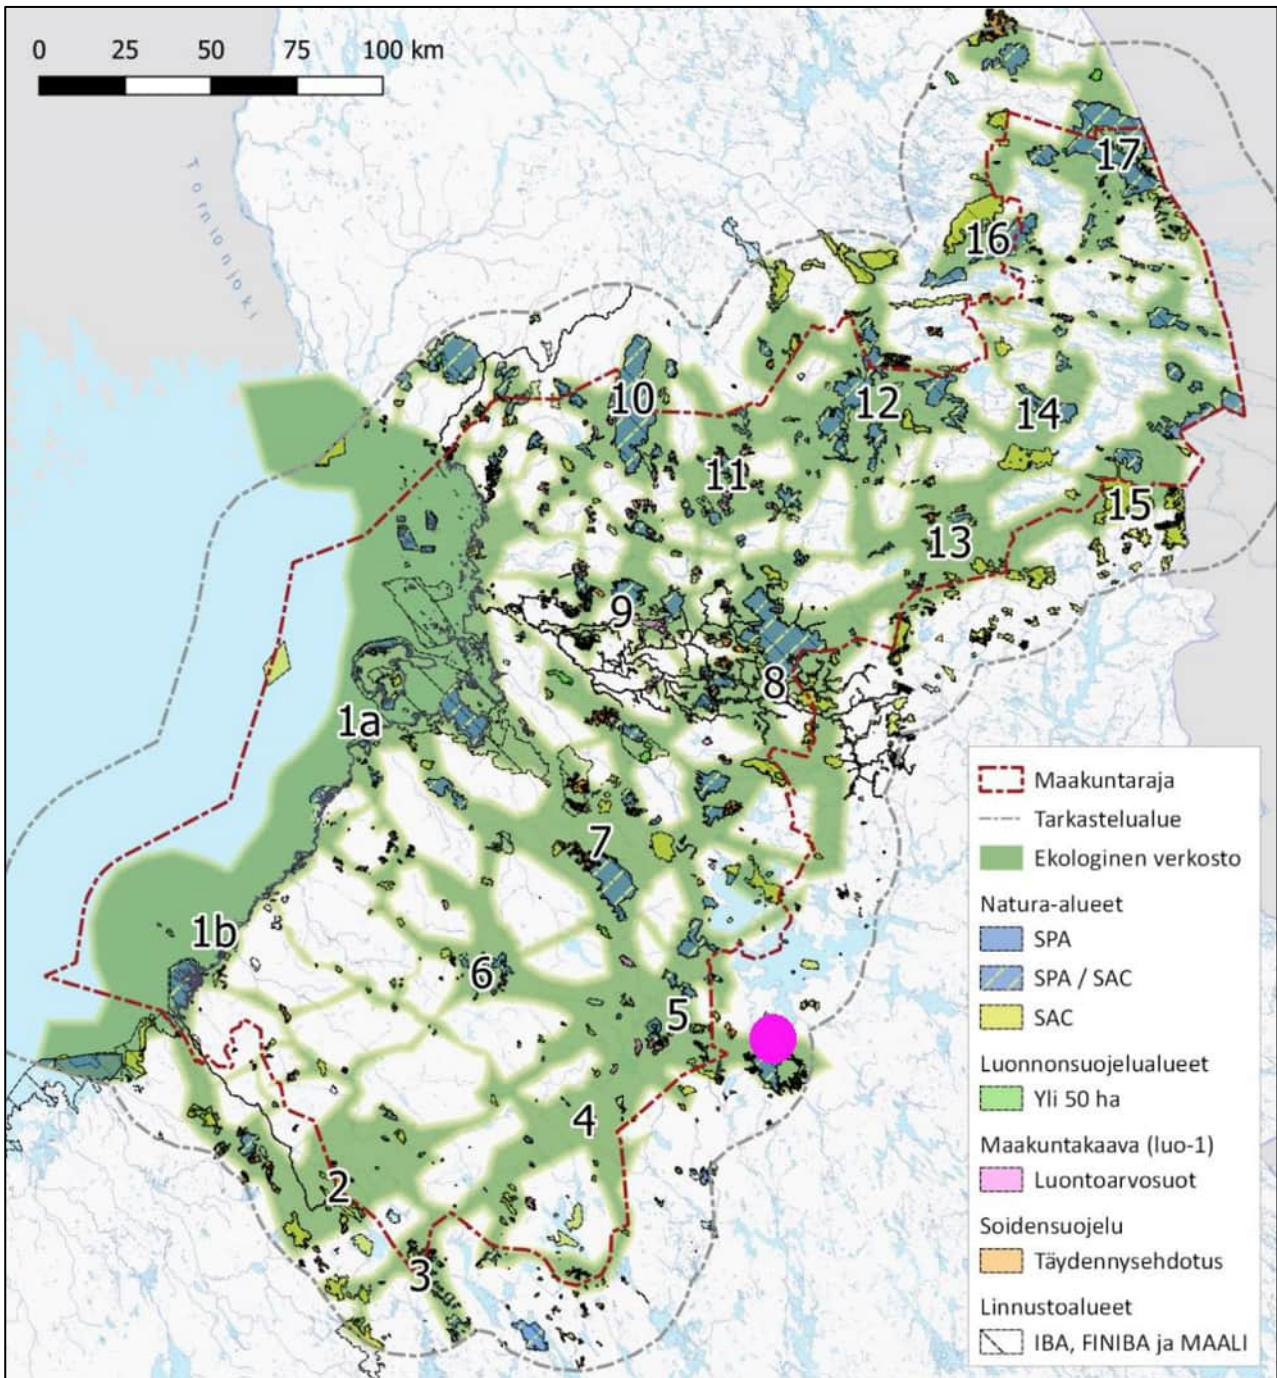 0 25 50 75 100 km
Tornionjoki
17
16
10
12
14
11
15
13
9
8
1a
7
1b
6
5
4
2
3
Maakuntaraja
Tarkastelualue
Ekologinen verkosto
Natura-alueet
SPA
SPA / SAC
SAC
Luonnonsuojelualueet
Yli 50 ha
Maakuntakaava (luo-1)
Luontoarvosuot
Soidensuojelu
Täydennysehdotus
Linnustoalueet
IBA, FINIBA ja MAALI